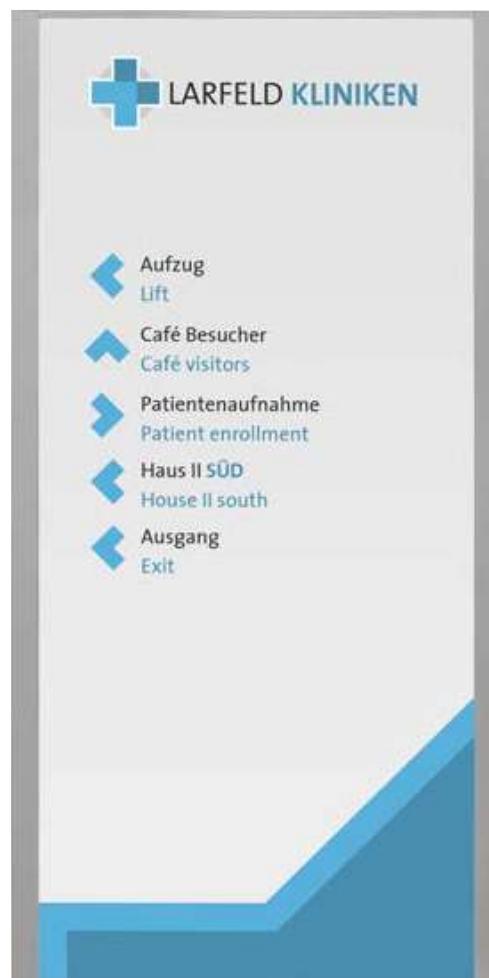 LARFELD KLINIKEN
Aufzug
Lift
Café Besucher
Café visitors
Patientenaufnahme
Patient enrollment
Haus II SÜD
House II south
Ausgang
Exit